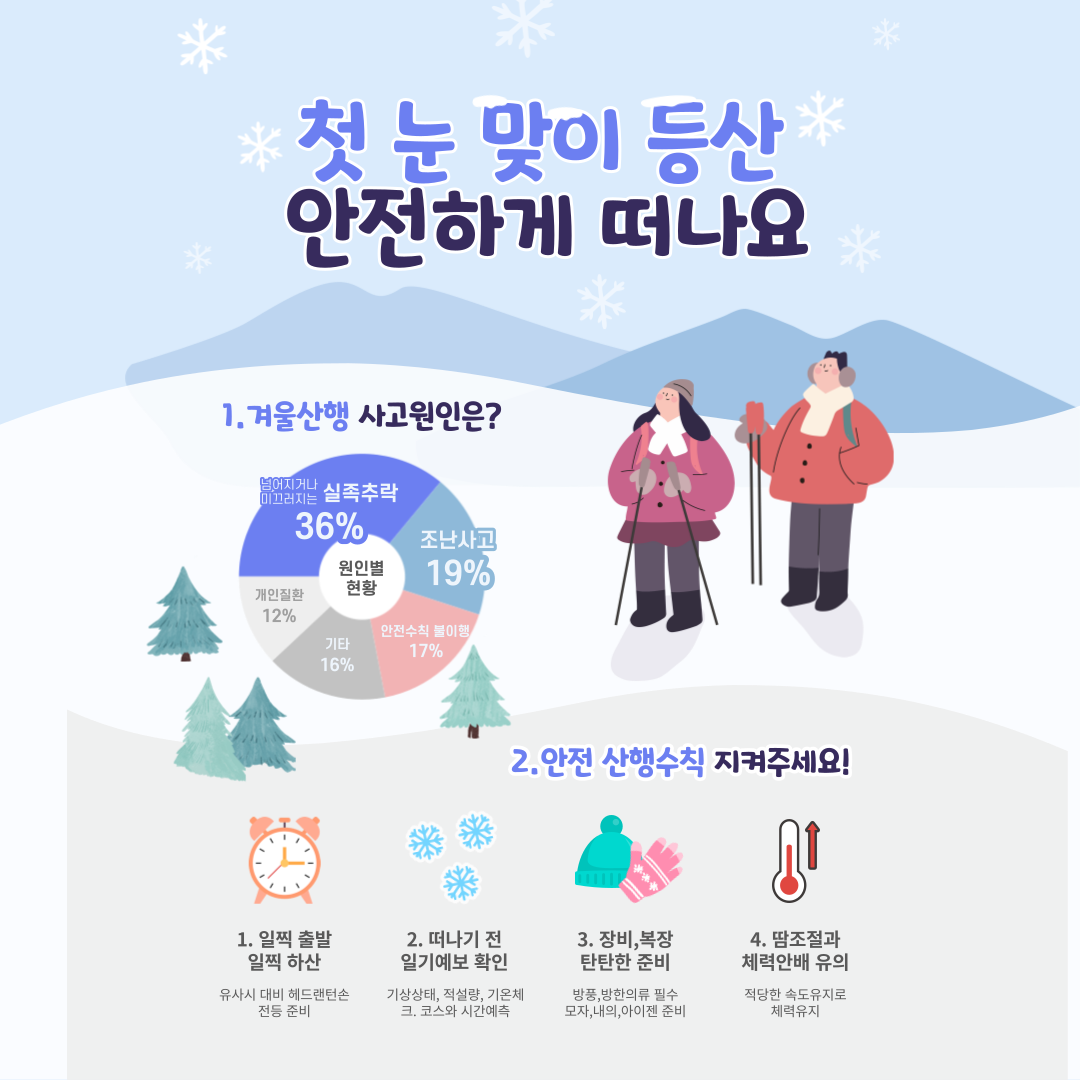 첫 눈 맞이 등산
안전하게 떠나요
1.겨울산행 사고원인은?
넘어지거나
미끄러지는 실족추락
36%
조난사고
19%
원인별
현황
개인질환
12%
기타
16%
안전수칙 불이행
17%
2.안전 산행수칙 지켜주세요!
1. 일찍 출발
일찍 하산
유사시 대비 헤드랜턴손
전등 준비
2. 떠나기 전
일기예보 확인
기상상태, 적설량, 기온체
크. 코스와 시간예측
3. 장비,복장
탄탄한 준비
방풍,방한의류 필수
모자,내의,아이젠 준비
4. 땀조절과
체력안배 유의
적당한 속도유지로
체력유지